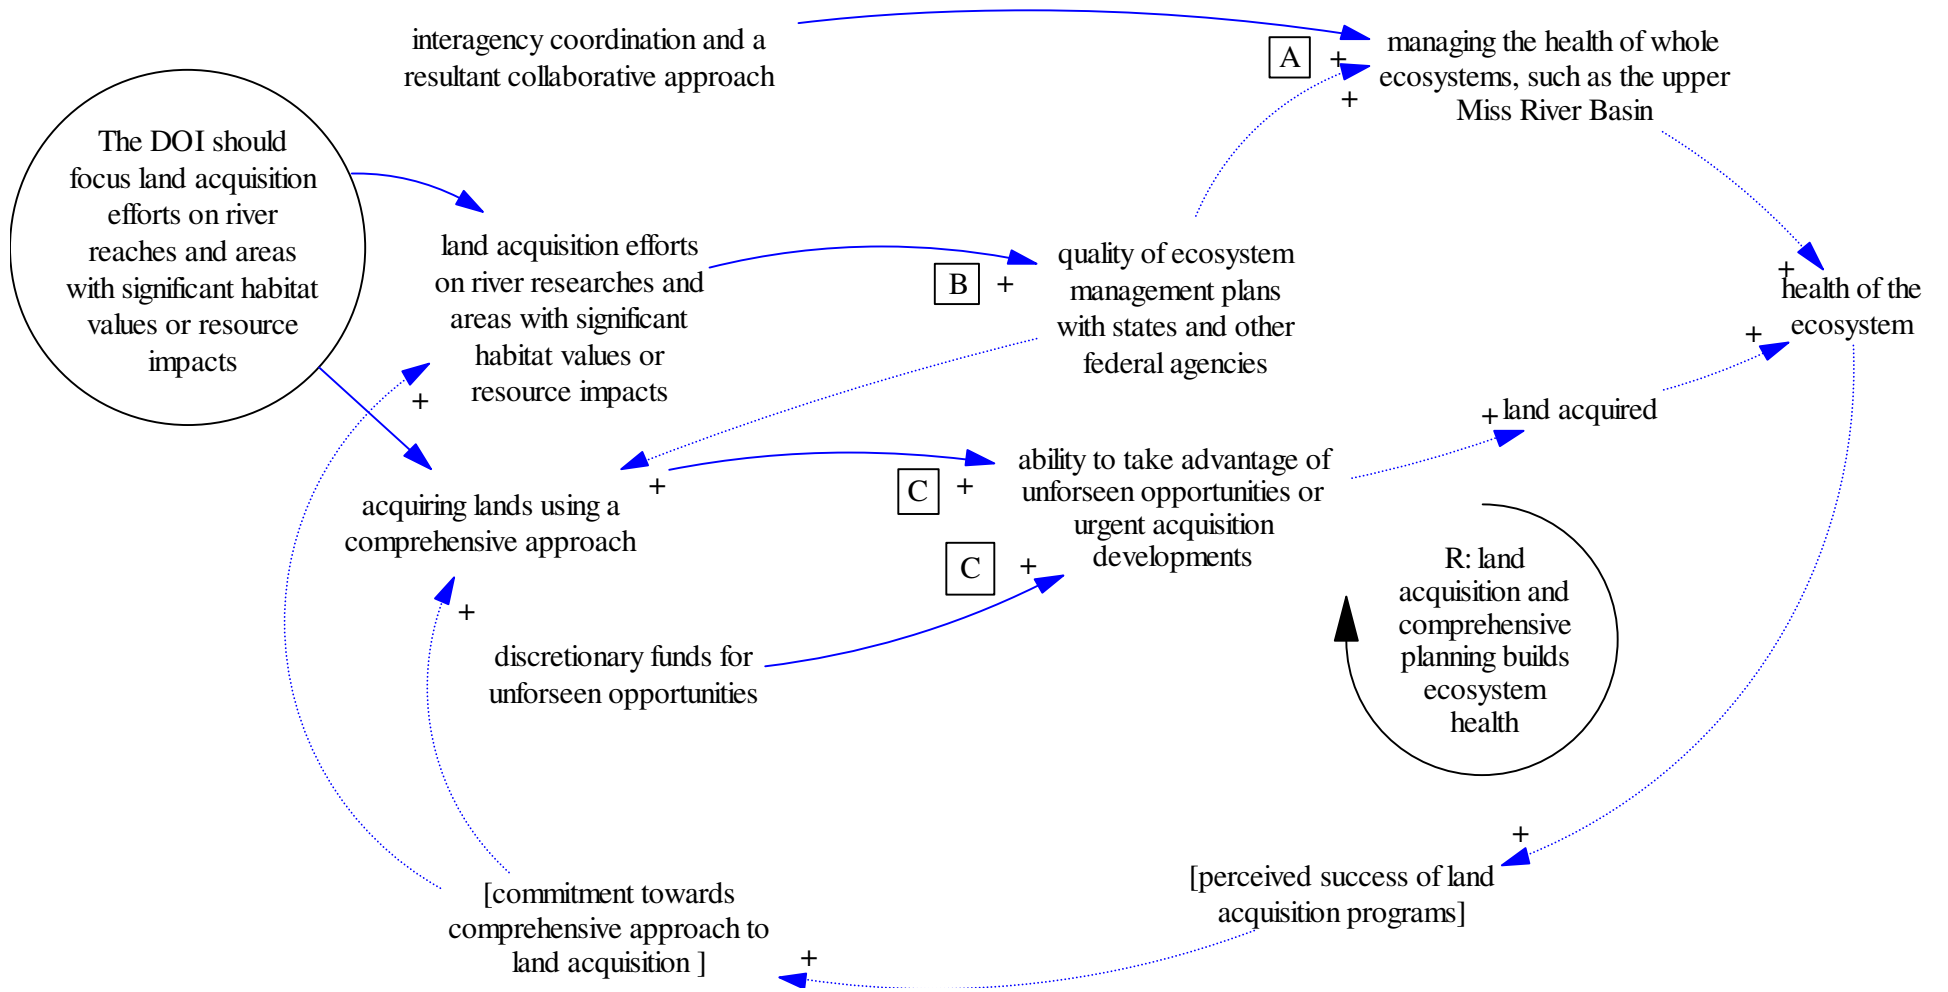 interagency coordination and a
resultant collaborative approach
A
+
+
managing the health of whole
ecosystems, such as the upper
Miss River Basin
The DOI should
focus land acquisition
efforts on river
reaches and areas
with significant habitat
values or resource
impacts
land acquisition efforts
on river researches and
areas with significant
habitat values or
resource impacts
+
B
+
quality of ecosystem
management plans
with states and other
federal agencies
+
health of the
ecosystem
+
+
land acquired
acquiring lands using a
comprehensive approach
+
+
C
+
ability to take advantage of
unforseen opportunities or
urgent acquisition
developments
C
+
discretionary funds for
unforseen opportunities
R: land
acquisition and
comprehensive
planning builds
ecosystem
health
+
[perceived success of land
acquisition programs]
+
[commitment towards
comprehensive approach to
land acquisition ]